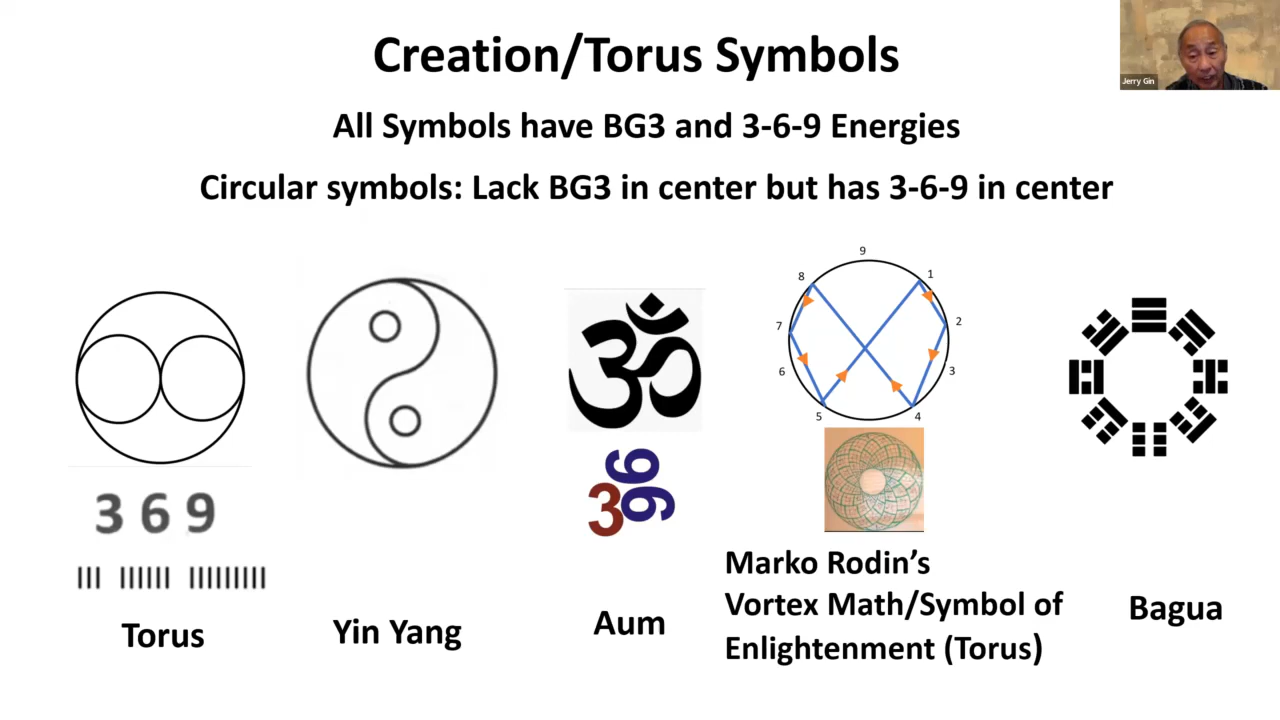 Creation/Torus Symbols
Jerry Gin
All Symbols have BG3 and 3-6-9 Energies
Circular symbols: Lack BG3 in center but has 3-6-9 in center
9
8
1
7
2
6
3
5
4
3 6 9
ॐ
3
9
6
Torus
Yin Yang
Aum
Marko Rodin’s
Vortex Math/Symbol of
Enlightenment (Torus)
Bagua